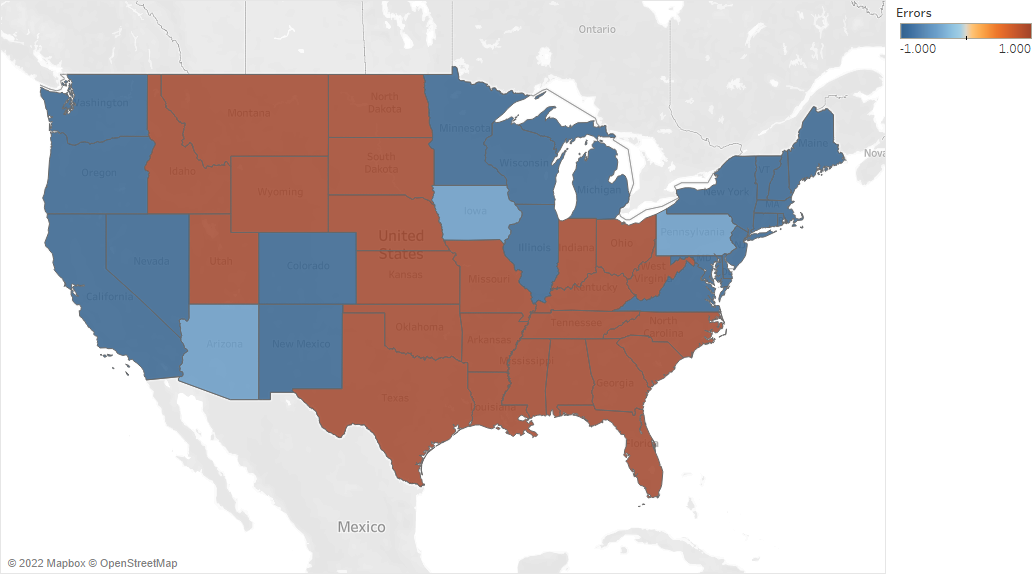 Errors
-1.000 1.000
Ontario
Washington
Montana
North
Dakota
Minnesota
Maine
Nova
Oregon
Idaho
South
Dakota
Wisconsin
Michigan
VT
New York
MA
Wyoming
Iowa
Pennsylvania
Nevada
Utah
Colorado
United
States
Kansas
Missouri
Illinois
Indiana
Ohio
West
Virginia
California
Kentucky
Arizona
New Mexico
Oklahoma
Arkansas
Tennessee
North
Carolina
Mississippi
Texas
Louisiana
Georgia
Florida
Mexico
© 2022 Mapbox © OpenStreetMap